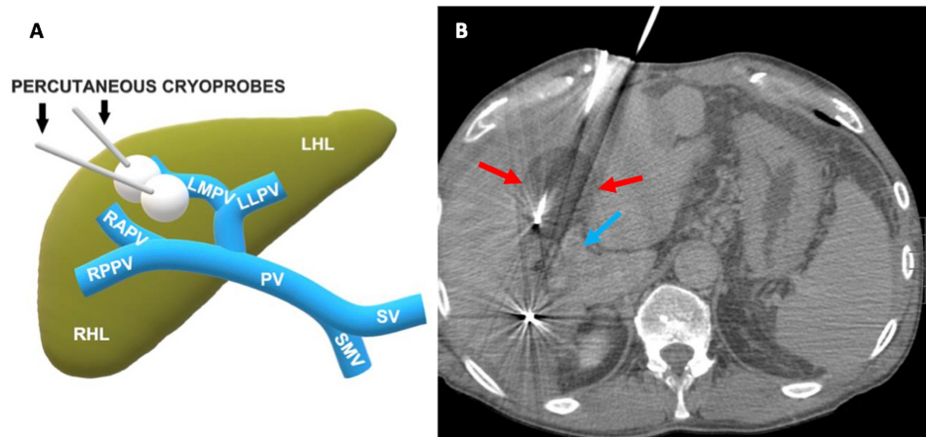 A
B
PERCUTANEOUS CRYOPROBES
LHL
LMPV
LLPV
RAPV
RPPV
PV
RHL
SV
SMV